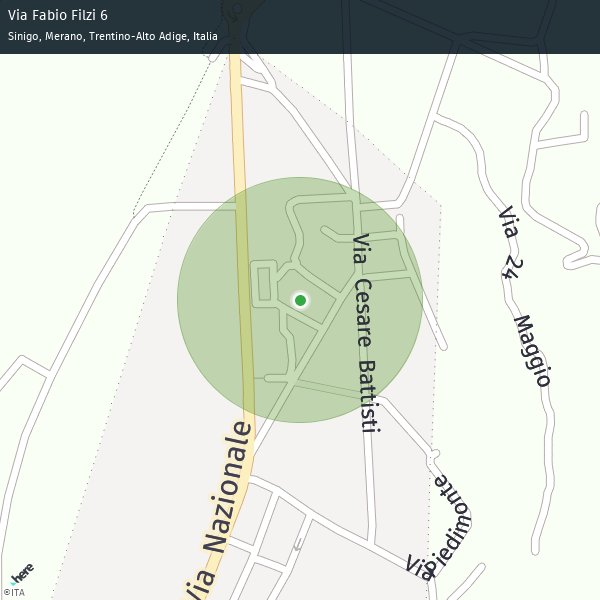 Via Fabio Filzi 6
Sinigo, Merano, Trentino-Alto Adige, Italia
Via 24 Maggio
Via Cesare Battisti
Via Nazionale
Via Piedimonte
here
©ITA